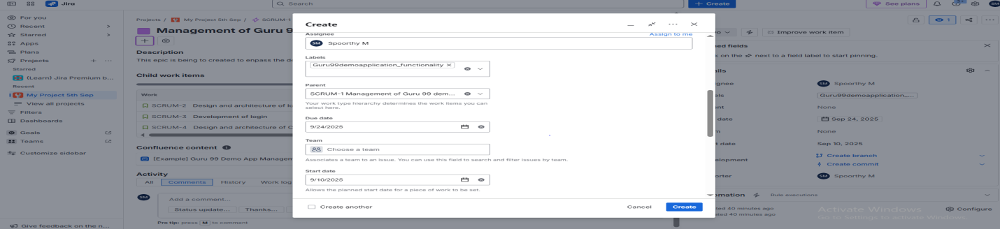 Jira
Search
+ Create
See plans
SM
For you
Recent
Starred
Apps
Plans
Projects
Starred
(Learn) Jira Premium b...
Recent
My Project 5th Sep
View all projects
Filters
Dashboards
Goals
Teams
Customize sidebar
Give feedback on the n...
Projects / My Project 5th Sep / SCRUM-1
Management of Guru 9
Description
This epic is being to created to enpass the d
Child work items
Work
SCRUM-2 Design and architecture of lo
SCRUM-3 Development of login
SCRUM-4 Design and architecture of G
Confluence content
[Example] Guru 99 Demo App Manager
Activity
All Comments History Work log
SM
Add a comment...
Status update... Thanks...
Pro tip: press M to comment
Create
Assignee
Assign to me
SM Spoorthy M
Labels
Guru99demoapplication_functionality
Parent
SCRUM-1 Management of Guru 99 dem...
Your work type hierarchy determines the work items you can
select here.
Due date
9/24/2025
Team
Choose a team
Associates a team to an issue. You can use this field to search and filter issues by team.
Start date
9/10/2025
Allows the planned start date for a piece of work to be set.
Create another
Cancel
Create
1
Improve work item
ed fields
k on the next to a field label to start pinning.
ails
gnee
SM Spoorthy M
els
Guru99demoapplication_...
ent
None
date
Sep 24, 2025
m
None
t date
Sep 10, 2025
elopment
Create branch
Create commit
orter
SM Spoorthy M
omation
Rule executions
ted 40 minutes ago
ated 40 minutes ago
Configure
Activate Windows
Go to Settings to activate Windows.